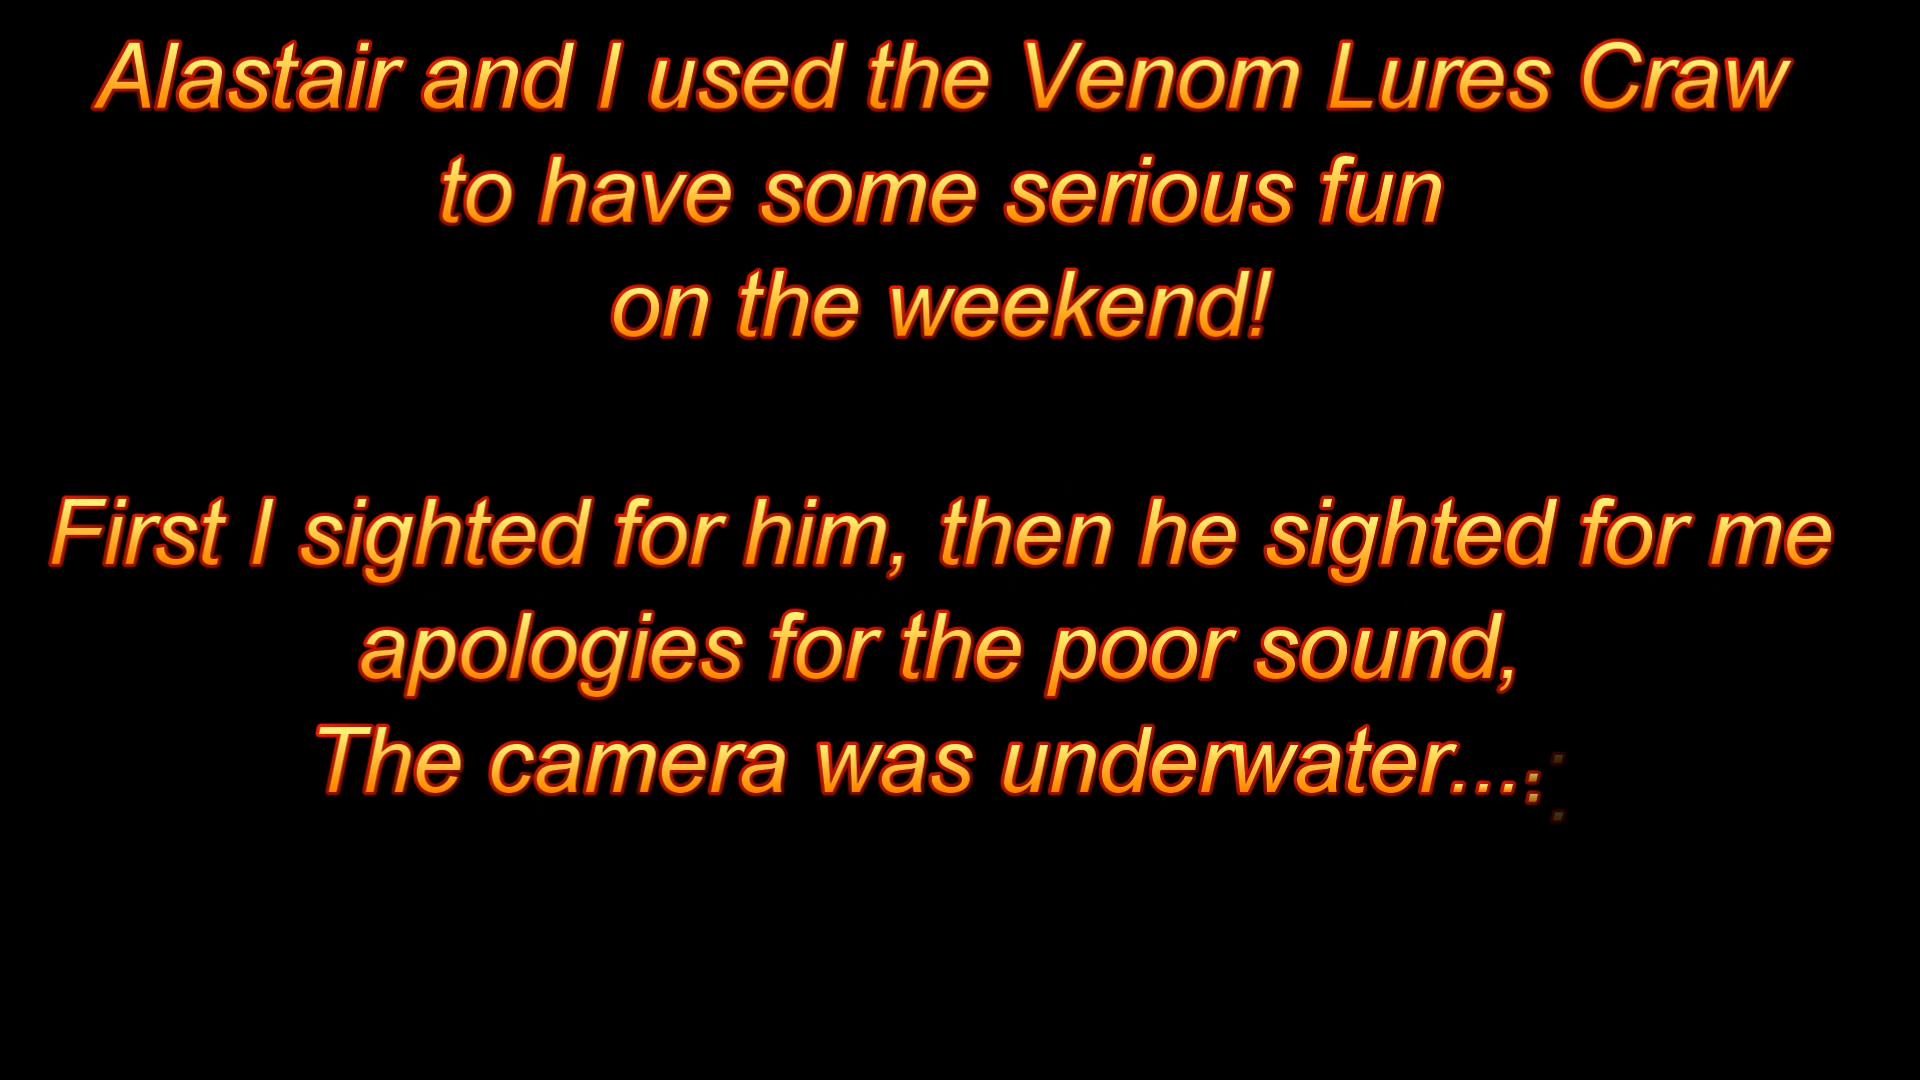 Alastair and I used the Venom Lures Craw
to have some serious fun
on the weekend!
First I sighted for him, then he sighted for me
apologies for the poor sound,
The camera was underwater...